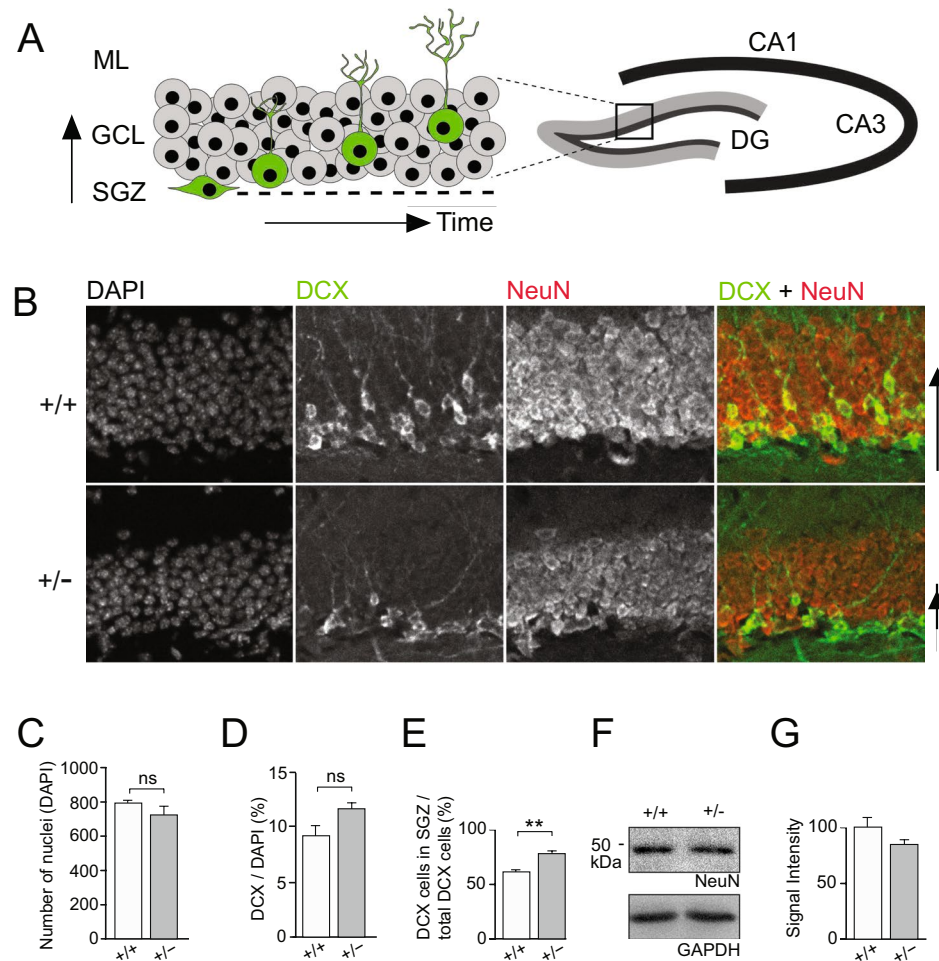 A
ML
GCL
SGZ
Time
CA1
CA3
DG
B
DAPI DCX NeuN DCX + NeuN
+/+
+/−
C
Number of nuclei (DAPI)
1000
800
600
400
200
0
ns
+/+ +/−
D
DCX / DAPI (%)
15
10
5
0
ns
+/+ +/−
E
DCX cells in SGZ /
total DCX cells (%)
100
50
0
**
+/+ +/−
F
+/+ +/-
50 -
kDa
NeuN
GAPDH
G
Signal Intensity
100
50
0
+/+ +/−